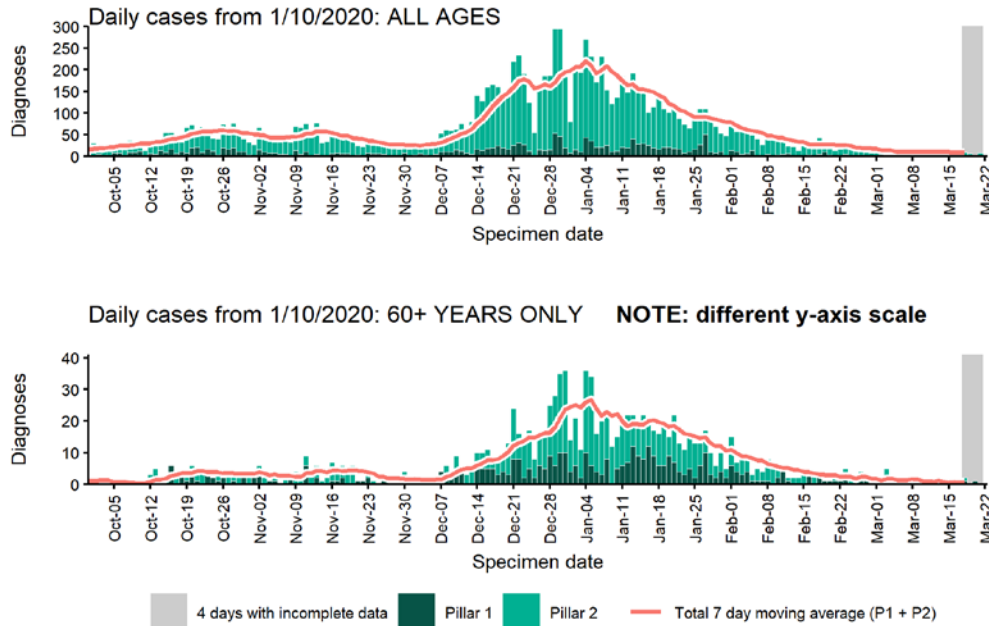 Daily cases from 1/10/2020: ALL AGES
300
250
200
150
100
50
0
Diagnoses
Oct-05 Oct-12 Oct-19 Oct-26 Nov-02 Nov-09 Nov-16 Nov-23 Nov-30 Dec-07 Dec-14 Dec-21 Dec-28 Jan-04 Jan-11 Jan-18 Jan-25 Feb-01 Feb-08 Feb-15 Feb-22 Mar-01 Mar-08 Mar-15 Mar-22
Specimen date
Daily cases from 1/10/2020: 60+ YEARS ONLY NOTE: different y-axis scale
40
30
20
10
0
Diagnoses
Oct-05 Oct-12 Oct-19 Oct-26 Nov-02 Nov-09 Nov-16 Nov-23 Nov-30 Dec-07 Dec-14 Dec-21 Dec-28 Jan-04 Jan-11 Jan-18 Jan-25 Feb-01 Feb-08 Feb-15 Feb-22 Mar-01 Mar-08 Mar-15 Mar-22
Specimen date
4 days with incomplete data Pillar 1 Pillar 2 Total 7 day moving average (P1 + P2)